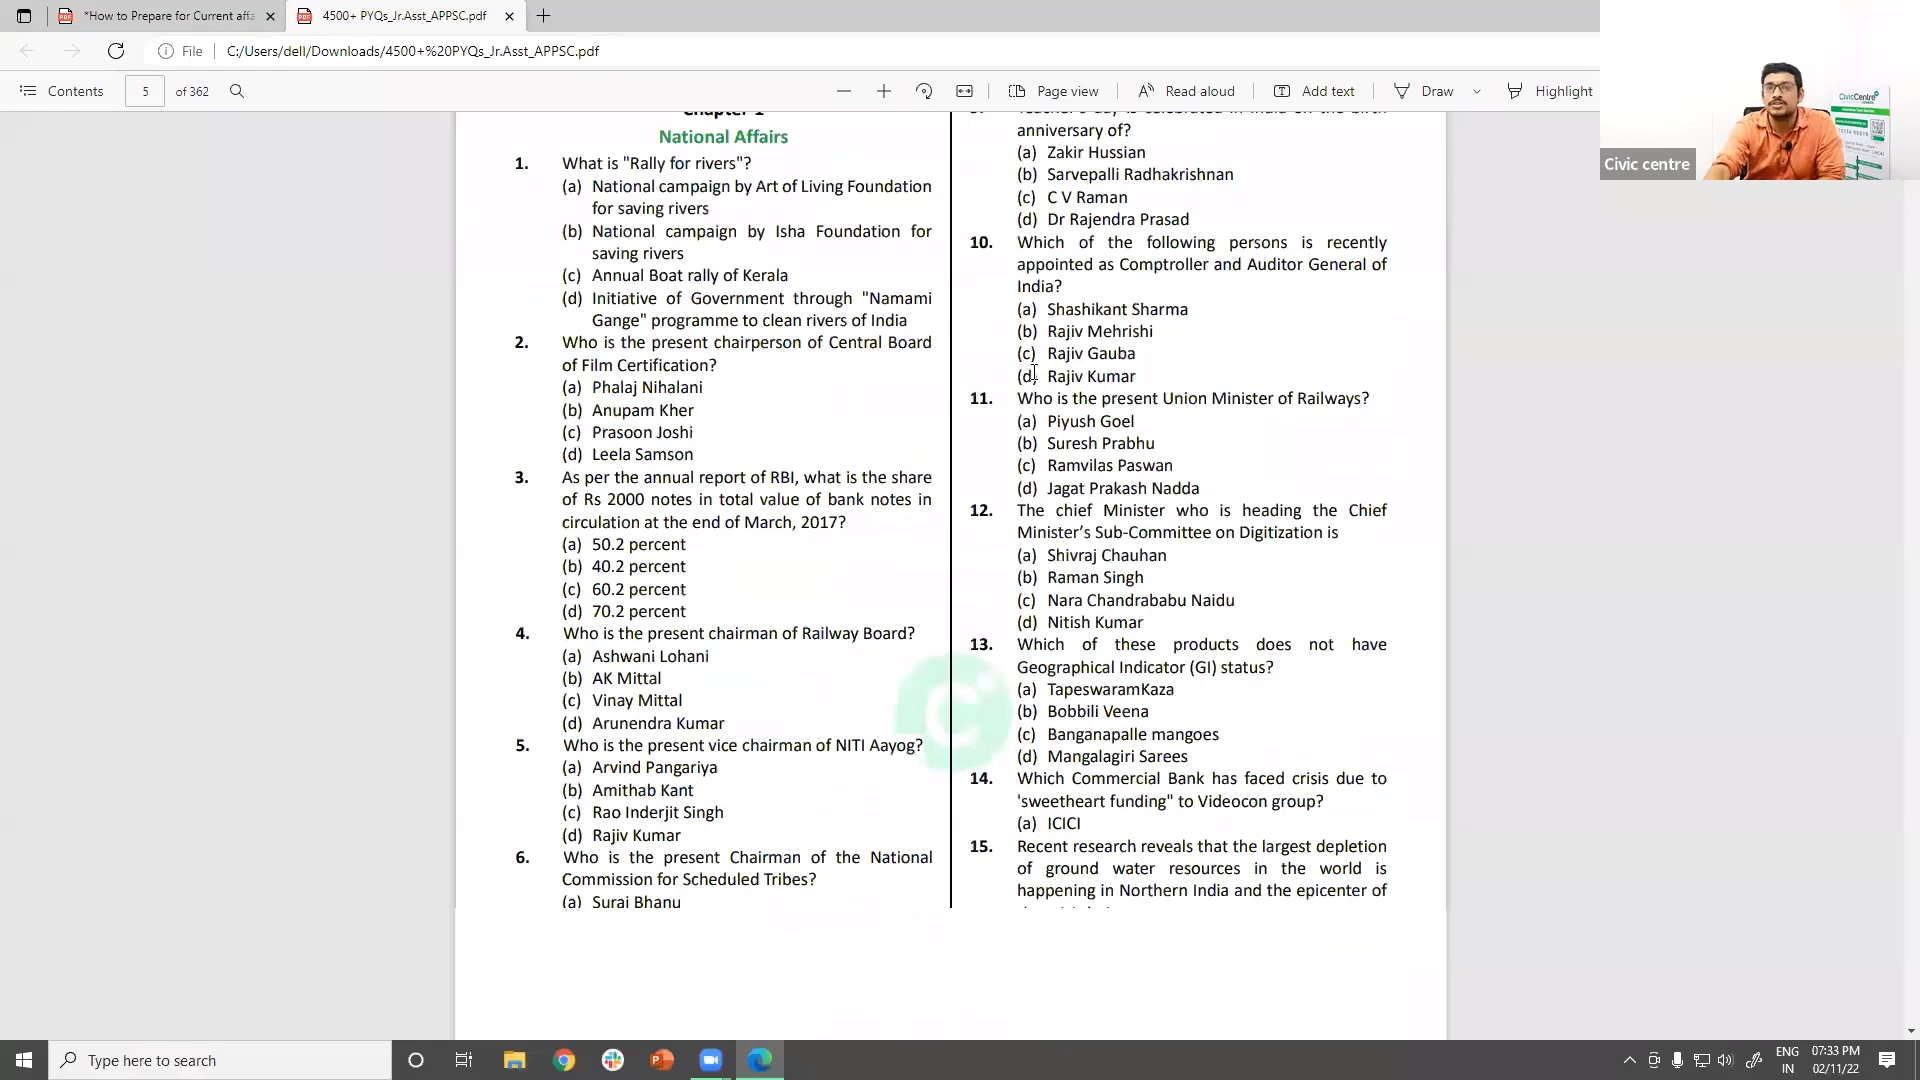 *How to Prepare for Current affa
4500+ PYQs_Jr.Asst_APPSC.pdf
File
C:/Users/dell/Downloads/4500+%20PYQs_Jr.Asst_APPSC.pdf
Contents
5
of 362
Page view
Read aloud
Add text
Draw
Highlight
CivicCentre
Civic centre
Chapter-1
National Affairs
1. What is "Rally for rivers"?
(a) National campaign by Art of Living Foundation
for saving rivers
(b) National campaign by Isha Foundation for
saving rivers
(c) Annual Boat rally of Kerala
(d) Initiative of Government through "Namami
Gange" programme to clean rivers of India
2. Who is the present chairperson of Central Board
of Film Certification?
(a) Phalaj Nihalani
(b) Anupam Kher
(c) Prasoon Joshi
(d) Leela Samson
3. As per the annual report of RBI, what is the share
of Rs 2000 notes in total value of bank notes in
circulation at the end of March, 2017?
(a) 50.2 percent
(b) 40.2 percent
(c) 60.2 percent
(d) 70.2 percent
4. Who is the present chairman of Railway Board?
(a) Ashwani Lohani
(b) AK Mittal
(c) Vinay Mittal
(d) Arunendra Kumar
5. Who is the present vice chairman of NITI Aayog?
(a) Arvind Pangariya
(b) Amithab Kant
(c) Rao Inderjit Singh
(d) Rajiv Kumar
6. Who is the present Chairman of the National
Commission for Scheduled Tribes?
(a) Suraj Bhanu
9. Teacher's day is celebrated in India on the birth
anniversary of?
(a) Zakir Hussian
(b) Sarvepalli Radhakrishnan
(c) C V Raman
(d) Dr Rajendra Prasad
10. Which of the following persons is recently
appointed as Comptroller and Auditor General of
India?
(a) Shashikant Sharma
(b) Rajiv Mehrishi
(c) Rajiv Gauba
(d) Rajiv Kumar
11. Who is the present Union Minister of Railways?
(a) Piyush Goel
(b) Suresh Prabhu
(c) Ramvilas Paswan
(d) Jagat Prakash Nadda
12. The chief Minister who is heading the Chief
Minister’s Sub-Committee on Digitization is
(a) Shivraj Chauhan
(b) Raman Singh
(c) Nara Chandrababu Naidu
(d) Nitish Kumar
13. Which of these products does not have
Geographical Indicator (GI) status?
(a) TapeswaramKaza
(b) Bobbili Veena
(c) Banganapalle mangoes
(d) Mangalagiri Sarees
14. Which Commercial Bank has faced crisis due to
'sweetheart funding" to Videocon group?
(a) ICICI
15. Recent research reveals that the largest depletion
of ground water resources in the world is
happening in Northern India and the epicenter of
Type here to search
ENG
IN
07:33 PM
02/11/22